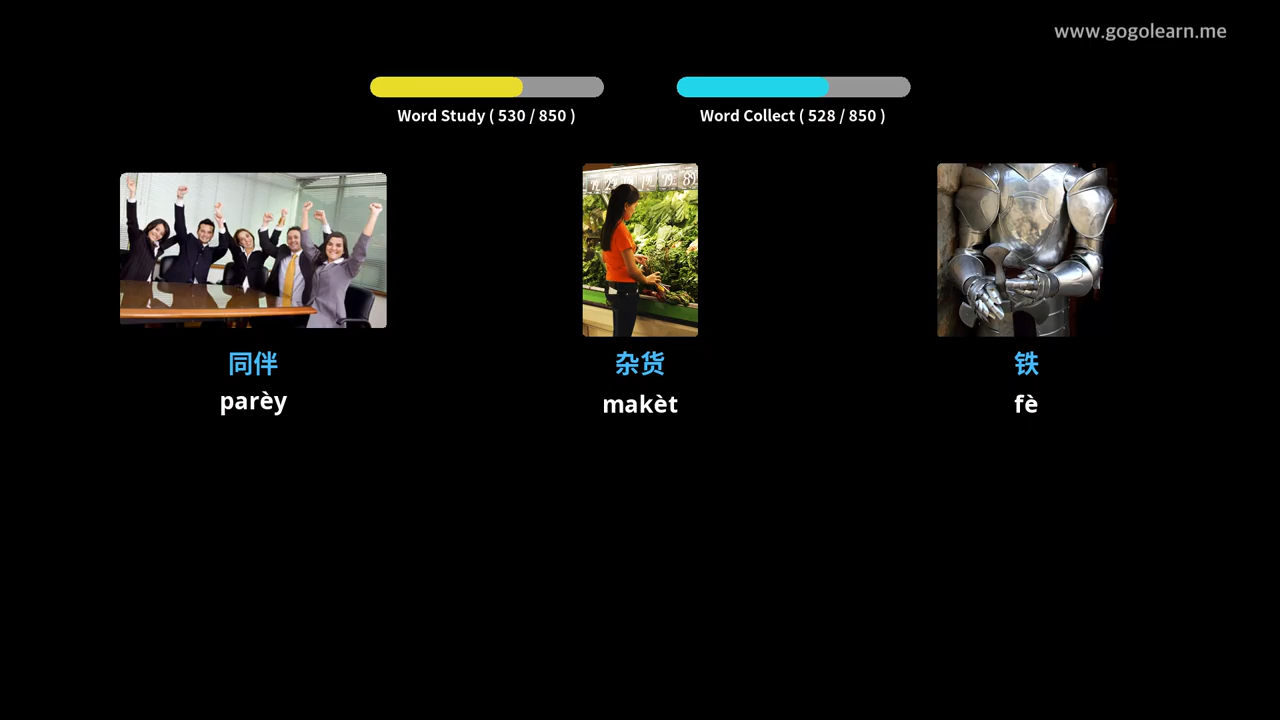 www.gogolearn.me
Word Study ( 530 / 850 )
Word Collect ( 528 / 850 )
同伴
杂货
铁
parèy
makèt
fè